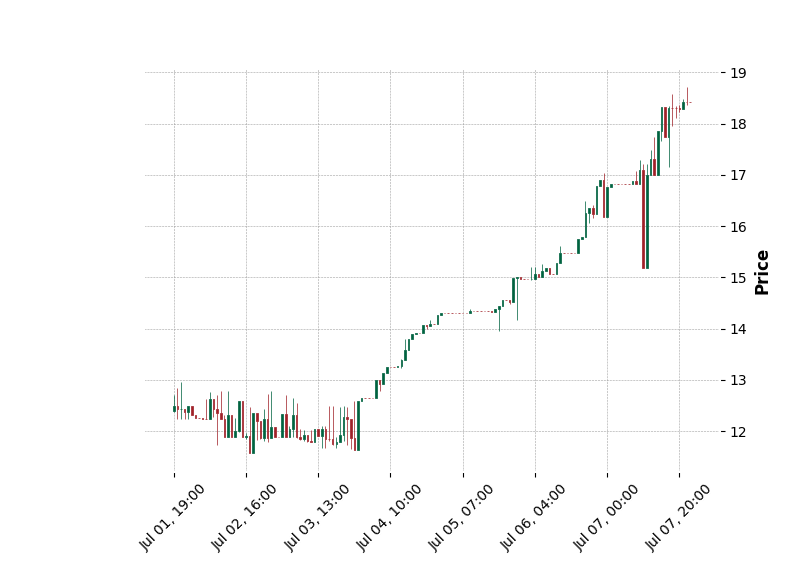 19
18
17
16
15
14
13
12
Price
Jul 01, 19:00
Jul 02, 16:00
Jul 03, 13:00
Jul 04, 10:00
Jul 05, 07:00
Jul 06, 04:00
Jul 07, 00:00
Jul 07, 20:00